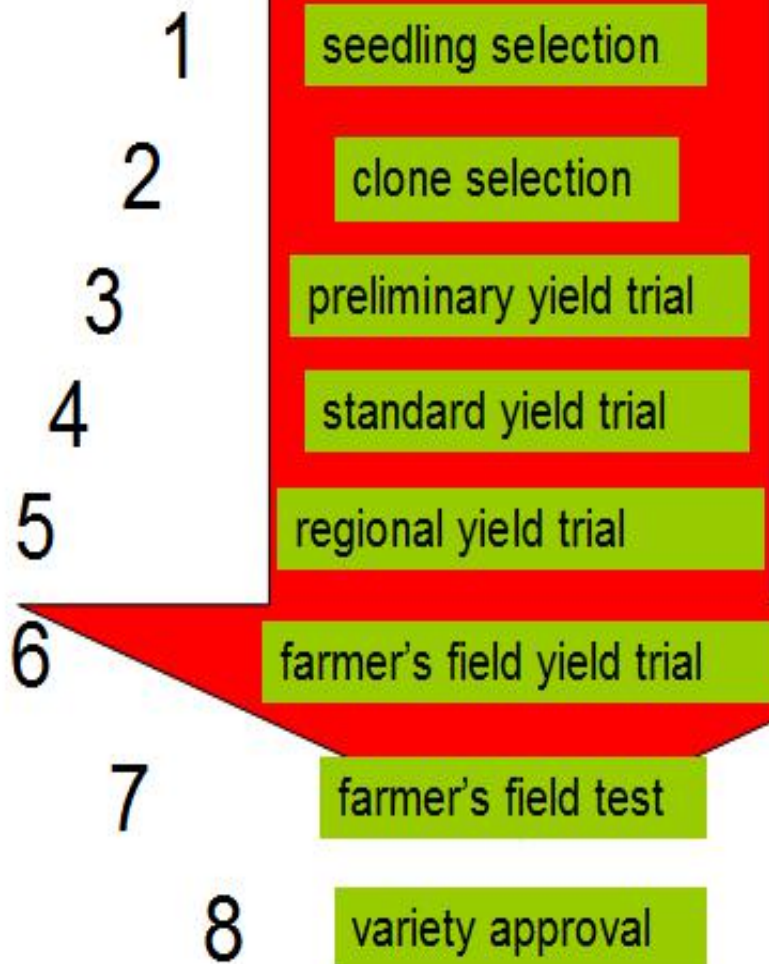 1 seedling selection
2 clone selection
3 preliminary yield trial
4 standard yield trial
5 regional yield trial
6 farmer’s field yield trial
7 farmer’s field test
8 variety approval